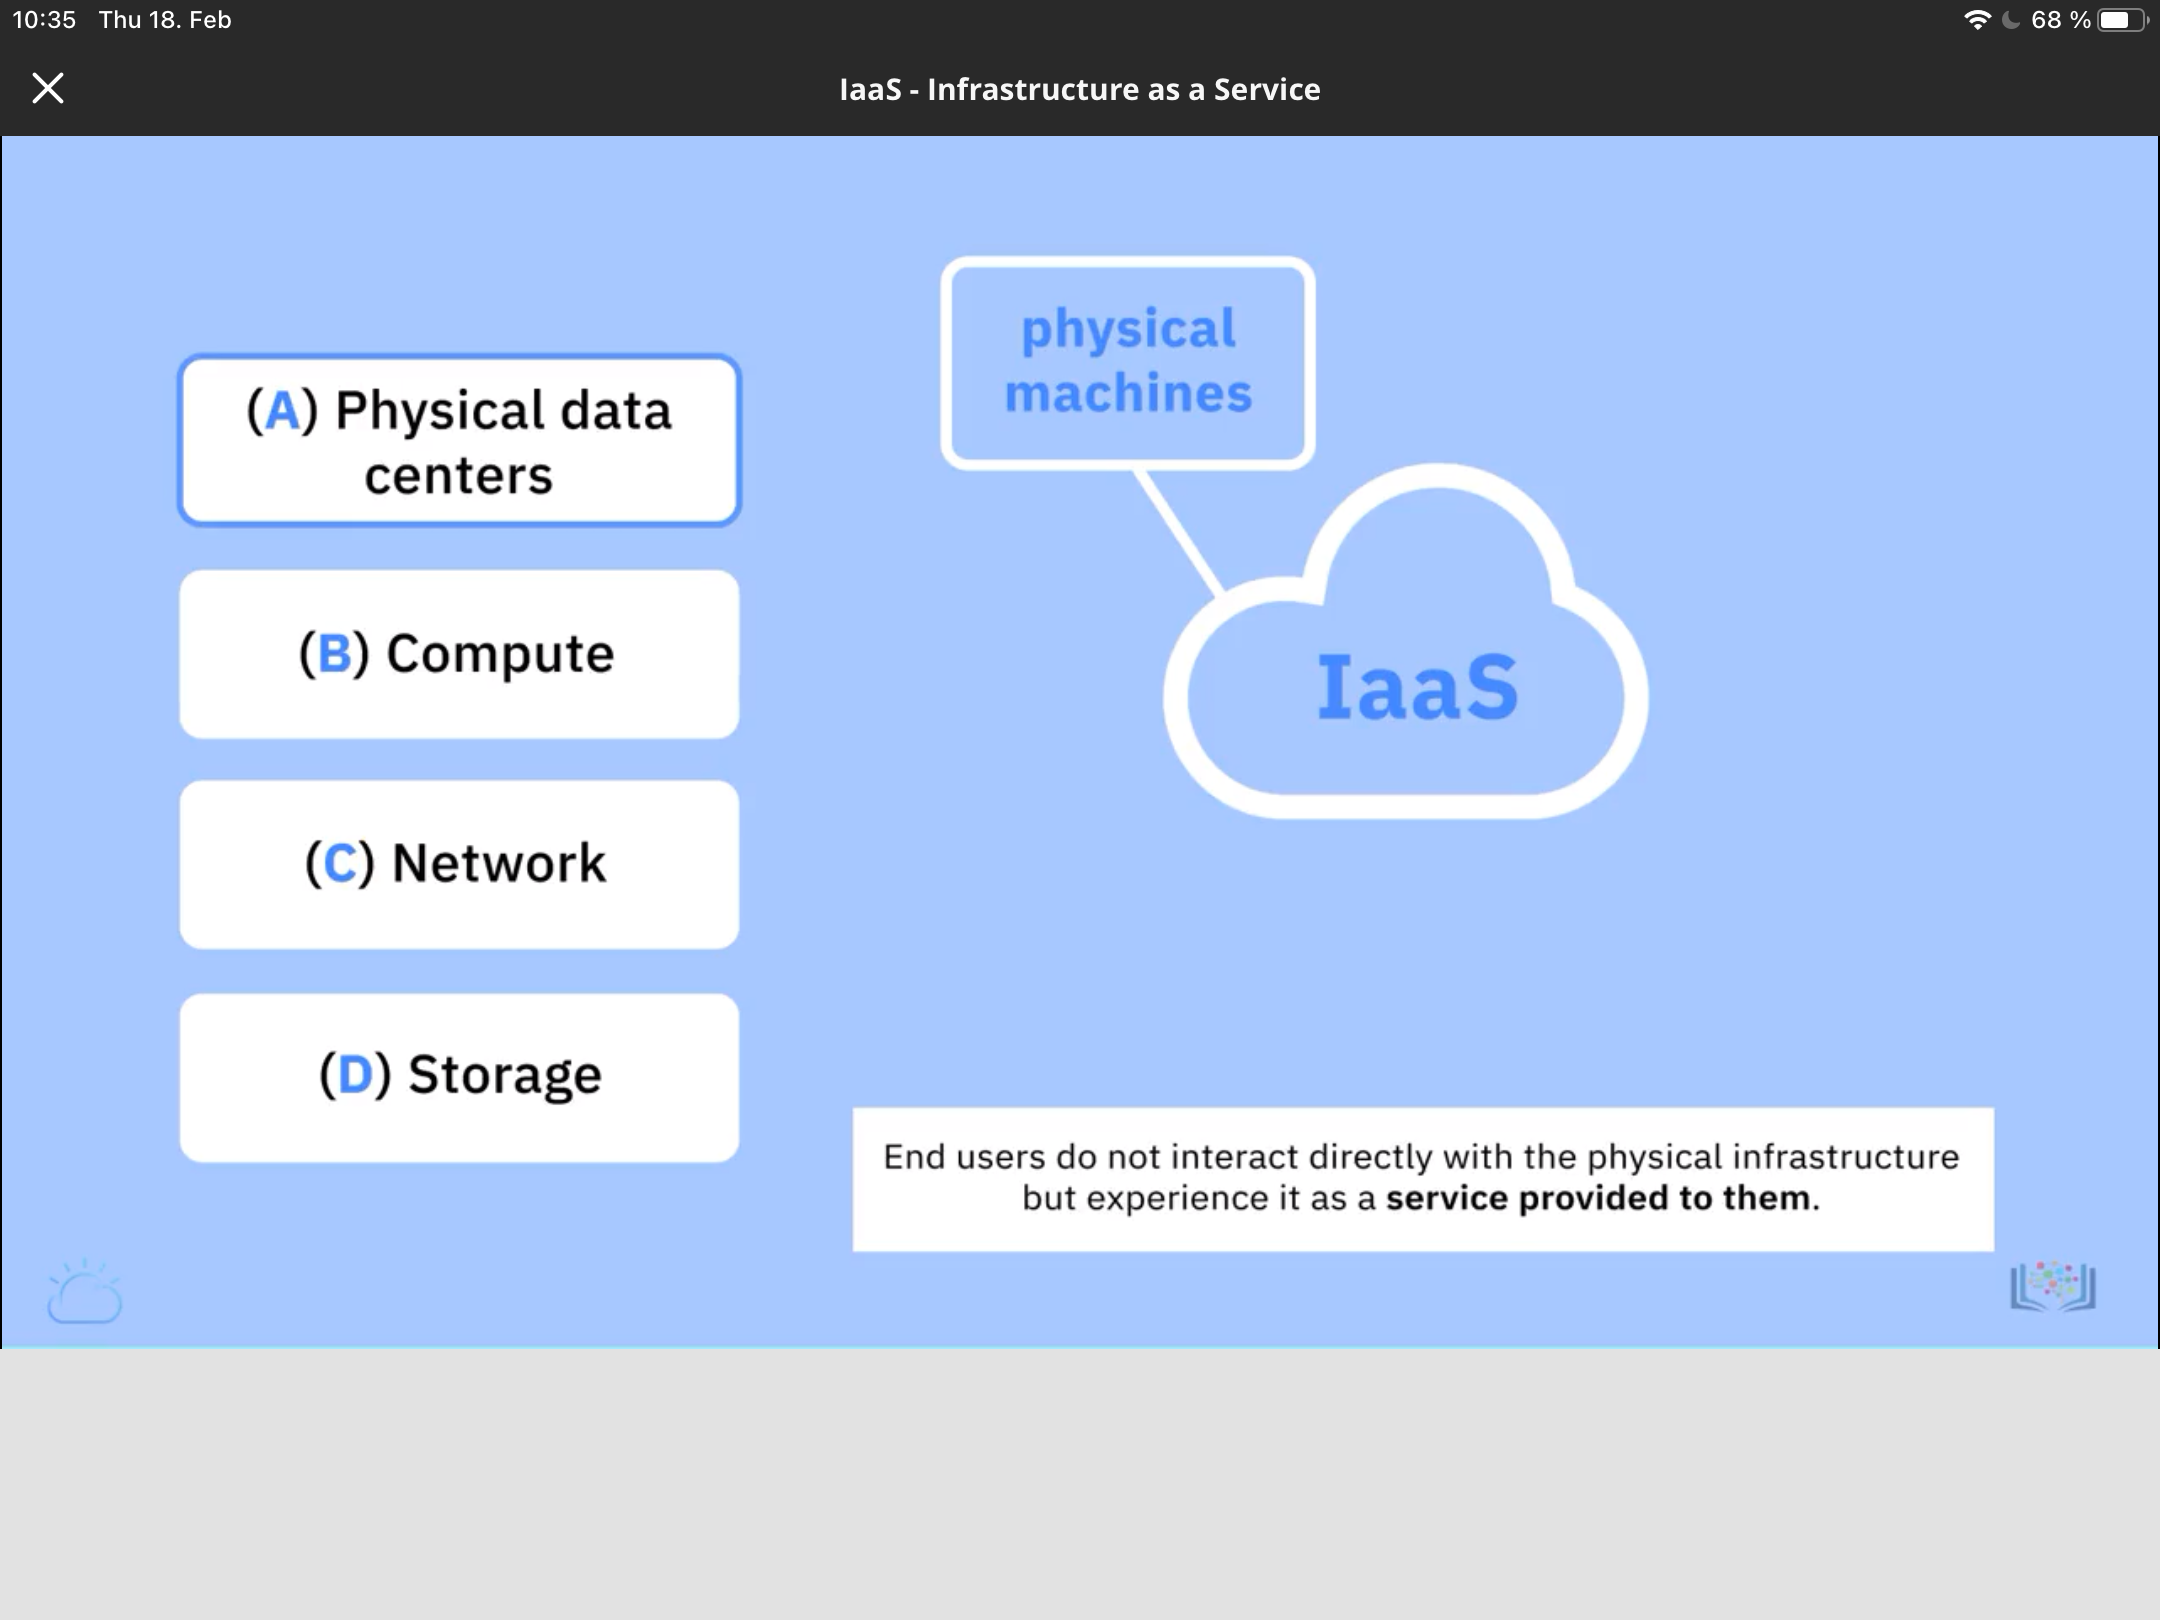 10:35 Thu 18. Feb
68 %
IaaS - Infrastructure as a Service
(A) Physical data
centers
(B) Compute
(C) Network
(D) Storage
physical
machines
IaaS
End users do not interact directly with the physical infrastructure
but experience it as a service provided to them.